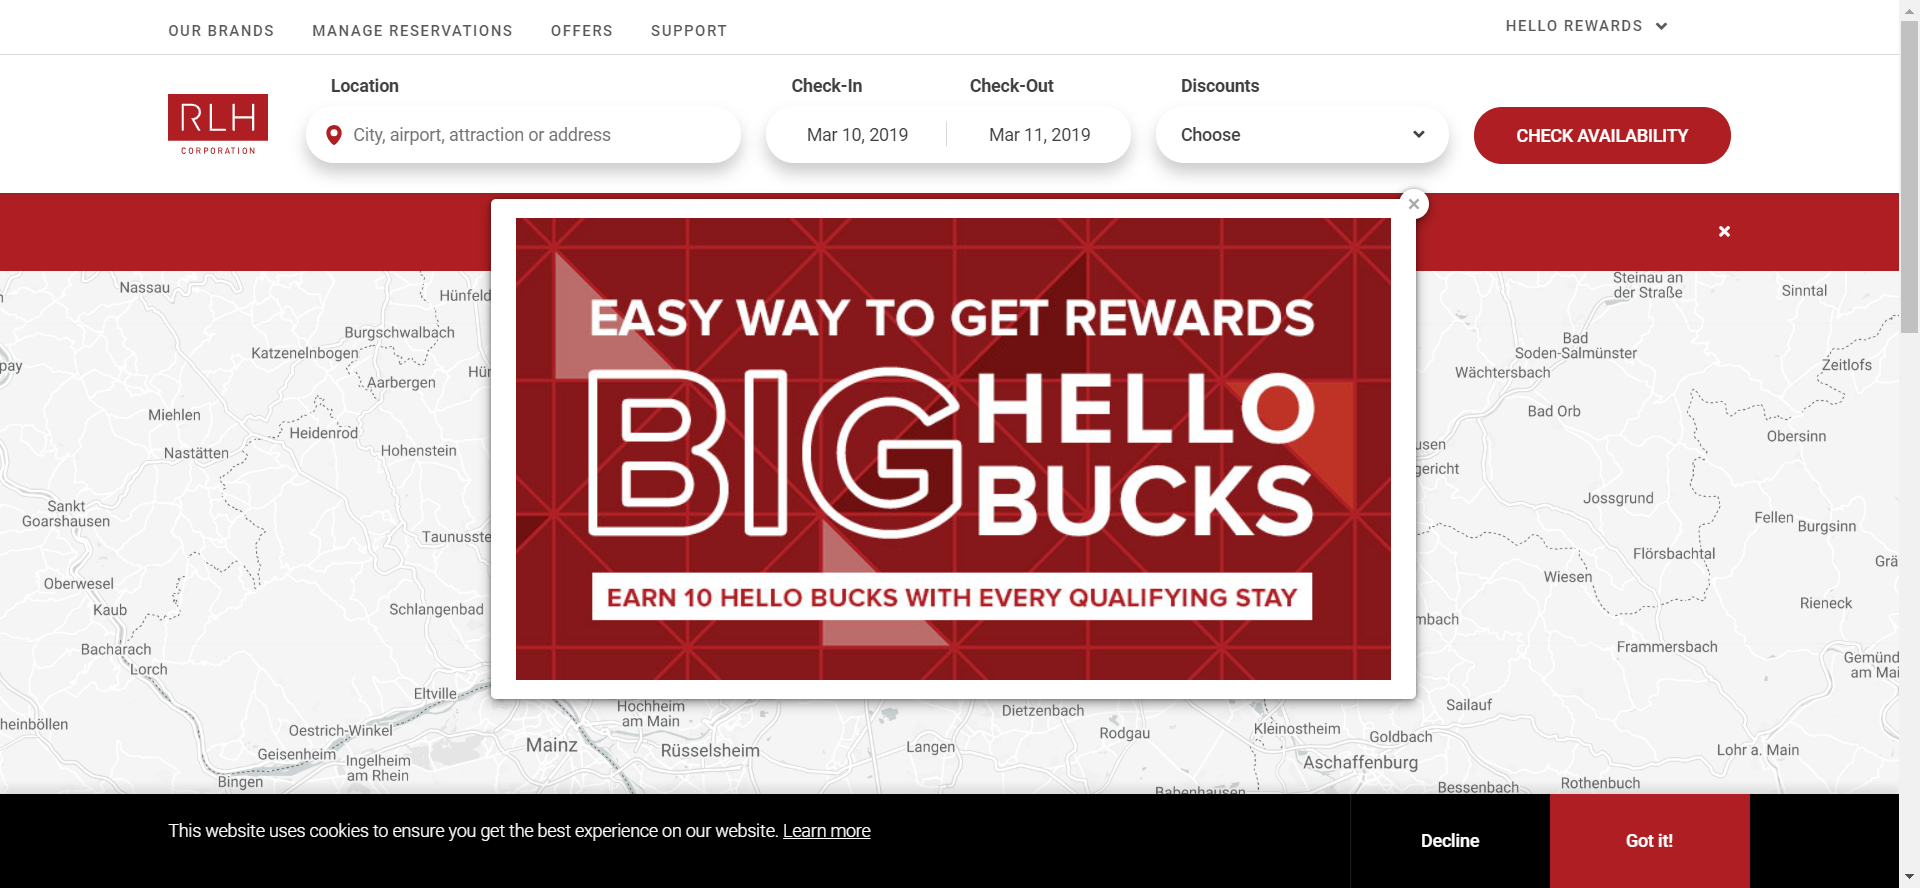 OUR BRANDS
MANAGE RESERVATIONS
OFFERS
SUPPORT
HELLO REWARDS
RLH
CORPORATION
Location
City, airport, attraction or address
Check-In
Check-Out
Mar 10, 2019
Mar 11, 2019
Discounts
Choose
CHECK AVAILABILITY
EASY WAY TO GET REWARDS
BIG HELLO
BUCKS
EARN 10 HELLO BUCKS WITH EVERY QUALIFYING STAY
Nassau
Hünfeld
Burgschwalbach
Katzenelnbogen
pay
Aarbergen
Hür
Miehlen
Heidenrod
Nastätten
Hohenstein
Sankt
Goarshausen
Taunusste
Oberwesel
Kaub
Schlangenbad
Bacharach
Lorch
Eltville
heinböllen
Oestrich-Winkel
Geisenheim
Ingelheim
am Rhein
Bingen
Hochheim
am Main
Mainz
Rüsselsheim
Langen
Dietzenbach
Rodgau
Babenhausen
Kleinostheim
Goldbach
Aschaffenburg
Sailauf
Bessenbach
Rothenbuch
Lohr a. Main
Steinau an
der Straße
Sinntal
Bad
Soden-Salmünster
Wächtersbach
Zeitlofs
Bad Orb
Obersinn
usen
gericht
Jossgrund
Fellen
Burgsinn
Flörsbachtal
Grä
Wiesen
Rieneck
mbach
Frammersbach
Gemünd
am Mai
This website uses cookies to ensure you get the best experience on our website. Learn more
Decline
Got it!